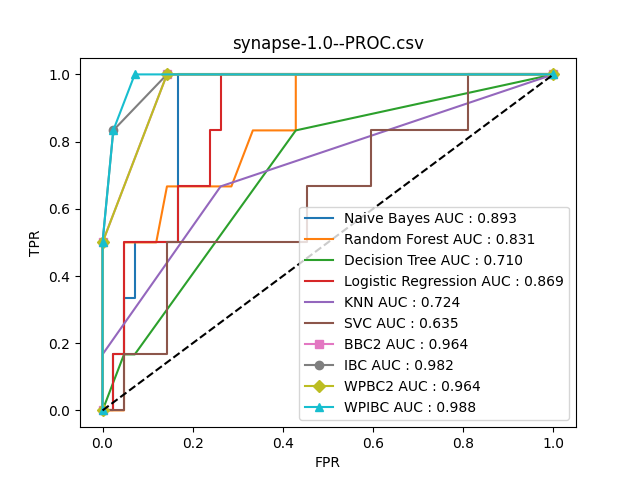 synapse-1.0--PROC.csv
TPR
1.0
0.8
0.6
0.4
0.2
0.0
Naive Bayes AUC : 0.893
Random Forest AUC : 0.831
Decision Tree AUC : 0.710
Logistic Regression AUC : 0.869
KNN AUC : 0.724
SVC AUC : 0.635
BBC2 AUC : 0.964
IBC AUC : 0.982
WPBC2 AUC : 0.964
WPIBC AUC : 0.988
0.0 0.2 0.4 0.6 0.8 1.0
FPR